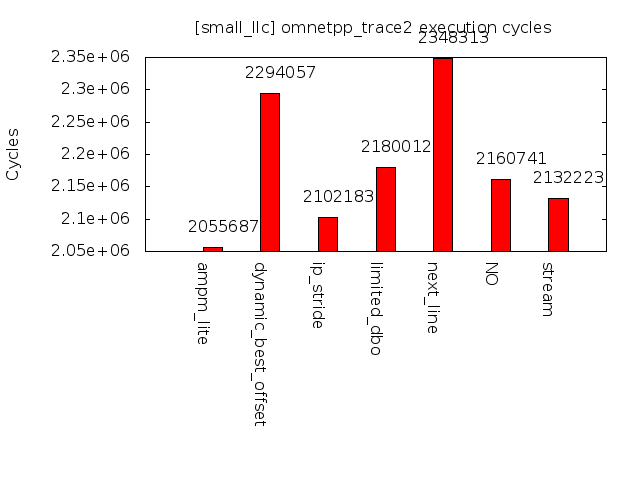 [small_llc] omnetpp_trace2 execution cycles
2348313
2.35e+06
2294057
2.3e+06
2.25e+06
Cycles
2.2e+06
2180012
2160741
2.15e+06
2132223
2102183
2.1e+06
2055687
2.05e+06
ampm_lite
dynamic_best_offset
ip_stride
limited_dbo
next_line
NO
stream